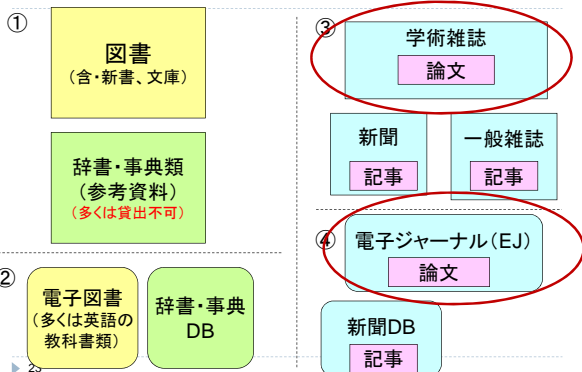 ①
図書
(含・新書、文庫)
辞書・事典類
(参考資料)
(多くは貸出不可)
②
電子図書
(多くは英語の
教科書類)
辞書・事典
DB
③
学術雑誌
論文
新聞
記事
一般雑誌
記事
④
電子ジャーナル(EJ)
論文
新聞DB
記事